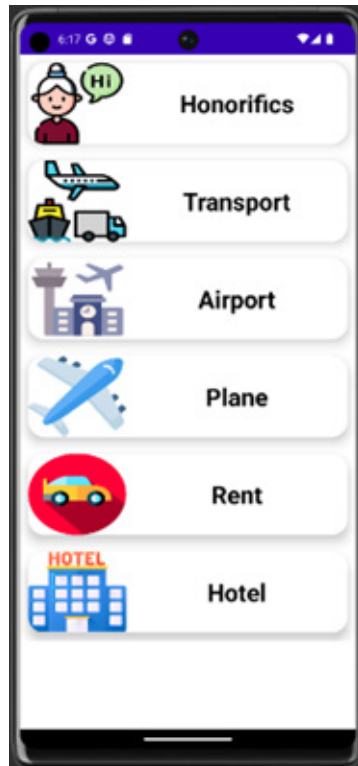 6:17 G
Hi
Honorifics
Transport
Airport
Plane
Rent
HOTEL
Hotel